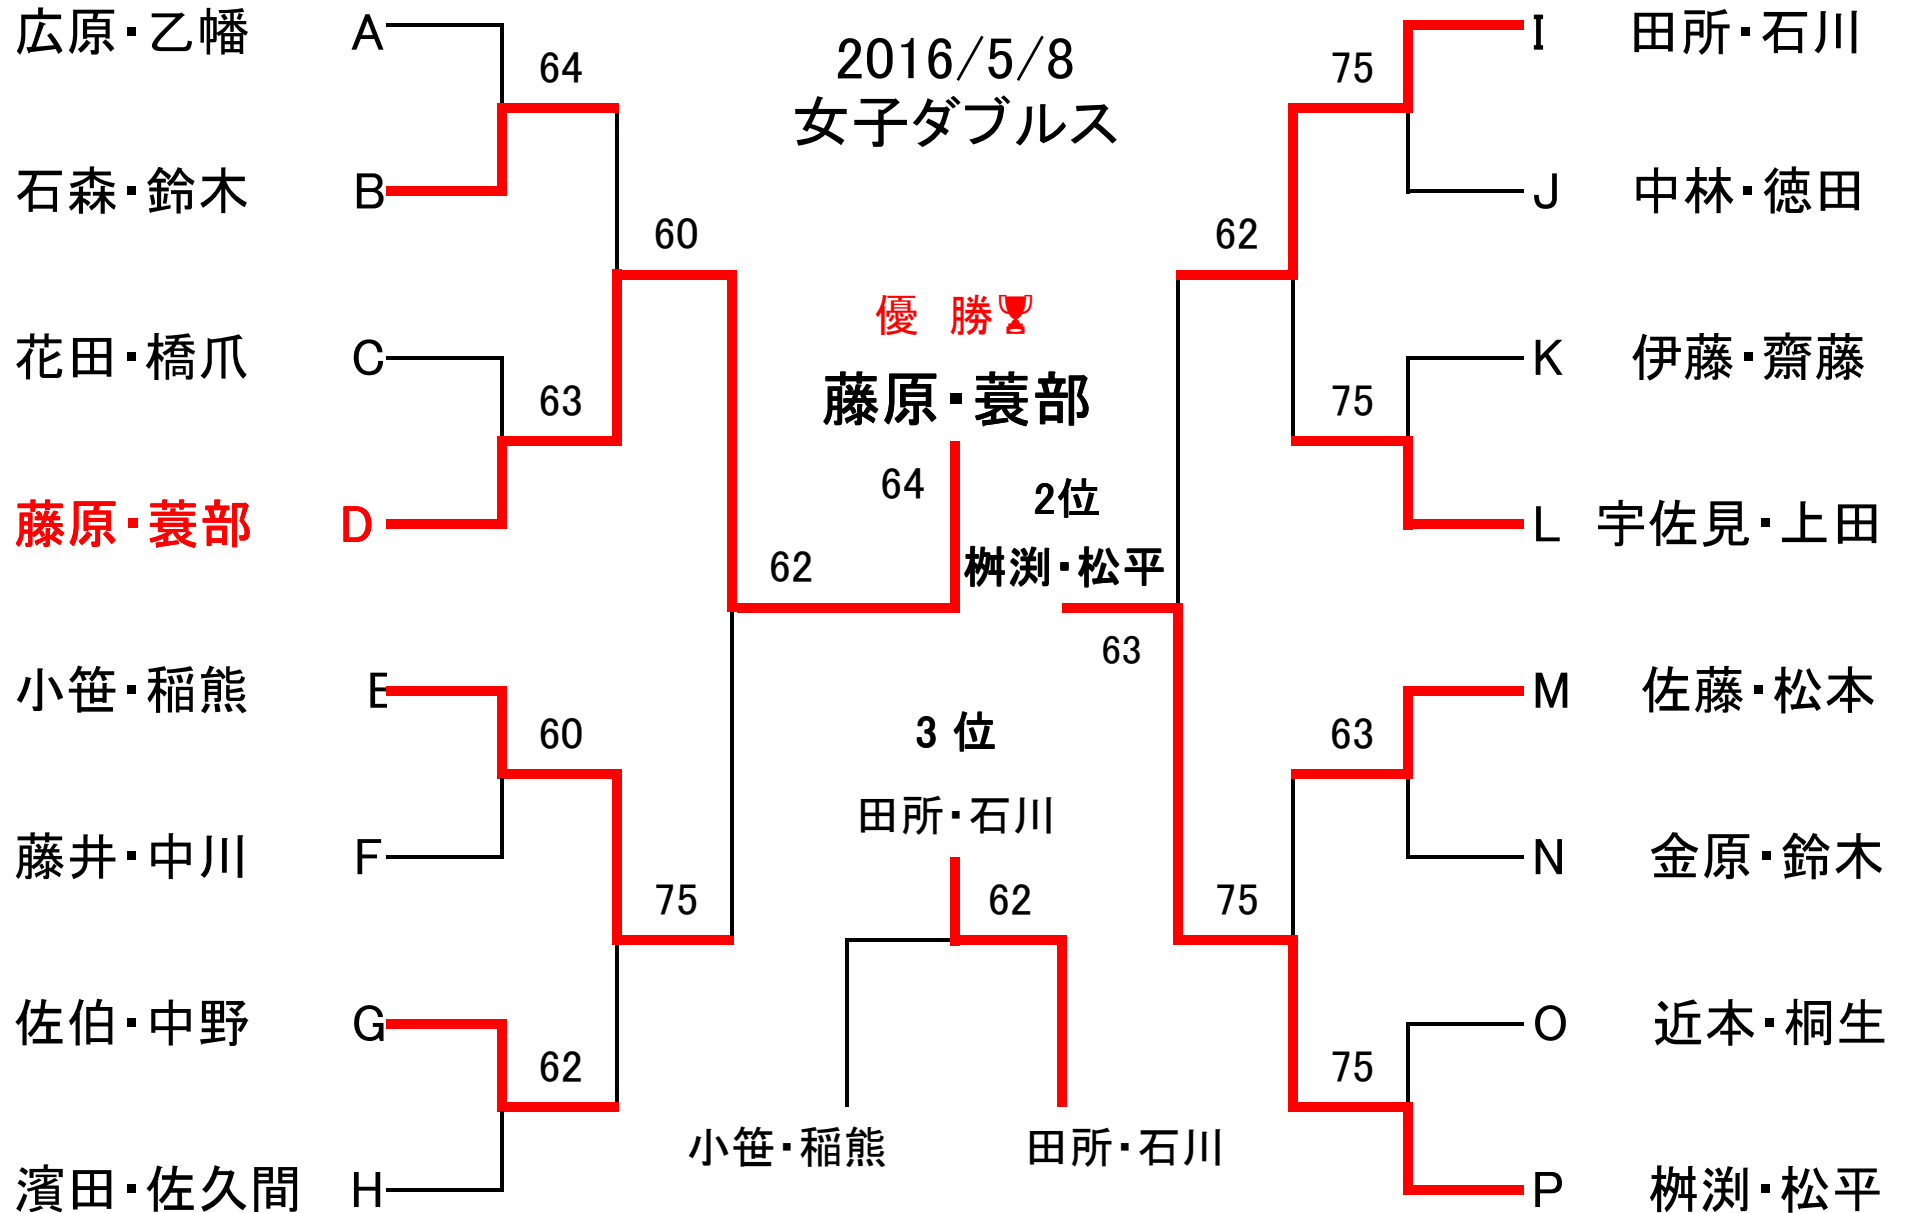 2016/5/8
女子ダブルス
広原・乙幡 A
64
石森・鈴木 B
60
花田・橋爪 C
63
藤原・蓑部 D
62
小笹・稲熊 E
60
藤井・中川 F
75
佐伯・中野 G
62
濱田・佐久間 H
優 勝🏆
藤原・蓑部
64
2位
桝渕・松平
63
3 位
田所・石川
62
小笹・稲熊 田所・石川
I 田所・石川
75
J 中林・徳田
62
K 伊藤・齋藤
75
L 宇佐見・上田
M 佐藤・松本
63
N 金原・鈴木
75
O 近本・桐生
75
P 桝渕・松平